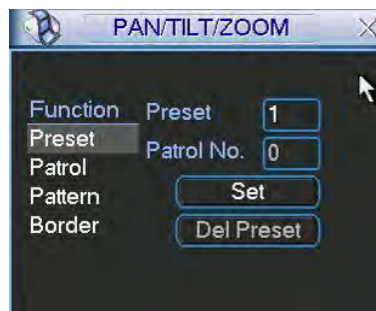 PAN/TILT/ZOOM
Function
Preset
Patrol
Pattern
Border
Preset 1
Patrol No. 0
Set
Del Preset